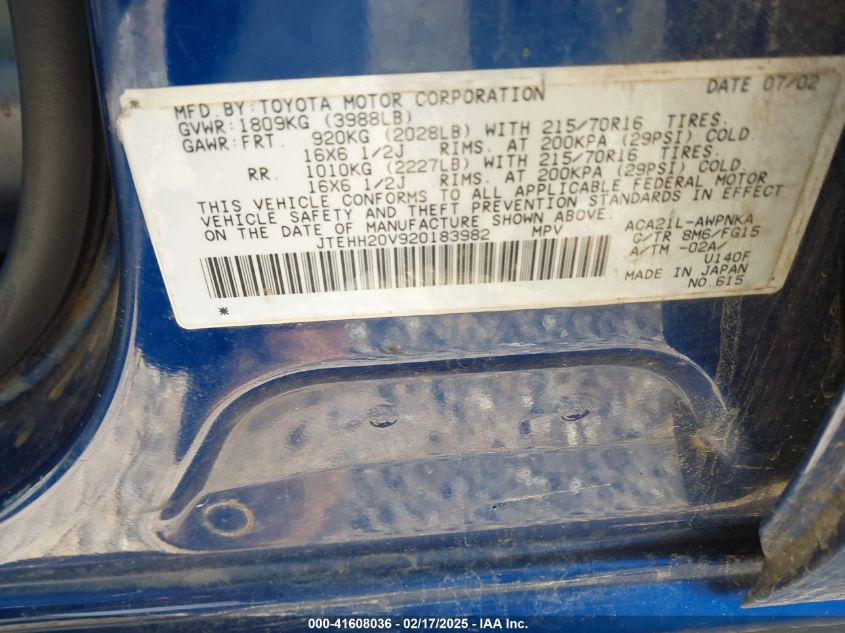 MFD.BY:TOYOTA MOTOR CORPORATION DATE 07/02
GVWR:1809KG (3988LB)
GAWR:FRT. 920KG (2028LB) WITH 215/70R16 TIRES.
16X6 1/2J RIMS. AT 200KPA (29PSI) COLD.
RR. 1010KG (2227LB) WITH 215/70R16 TIRES.
16X6 1/2J RIMS. AT 200KPA (29PSI) COLD.
THIS VEHICLE CONFORMS TO ALL APPLICABLE FEDERAL MOTOR
VEHICLE SAFETY AND THEFT PREVENTION STANDARDS IN EFFECT
ON THE DATE OF MANUFACTURE SHOWN ABOVE.
JTEHH20V920183982 MPV
ACA21L-AWPNKA
C/TR 8M6/FG15
A/TM -02A/
U140F
MADE IN JAPAN
NO.615
000-41608036 / 02/17/2025 - IAA Inc.